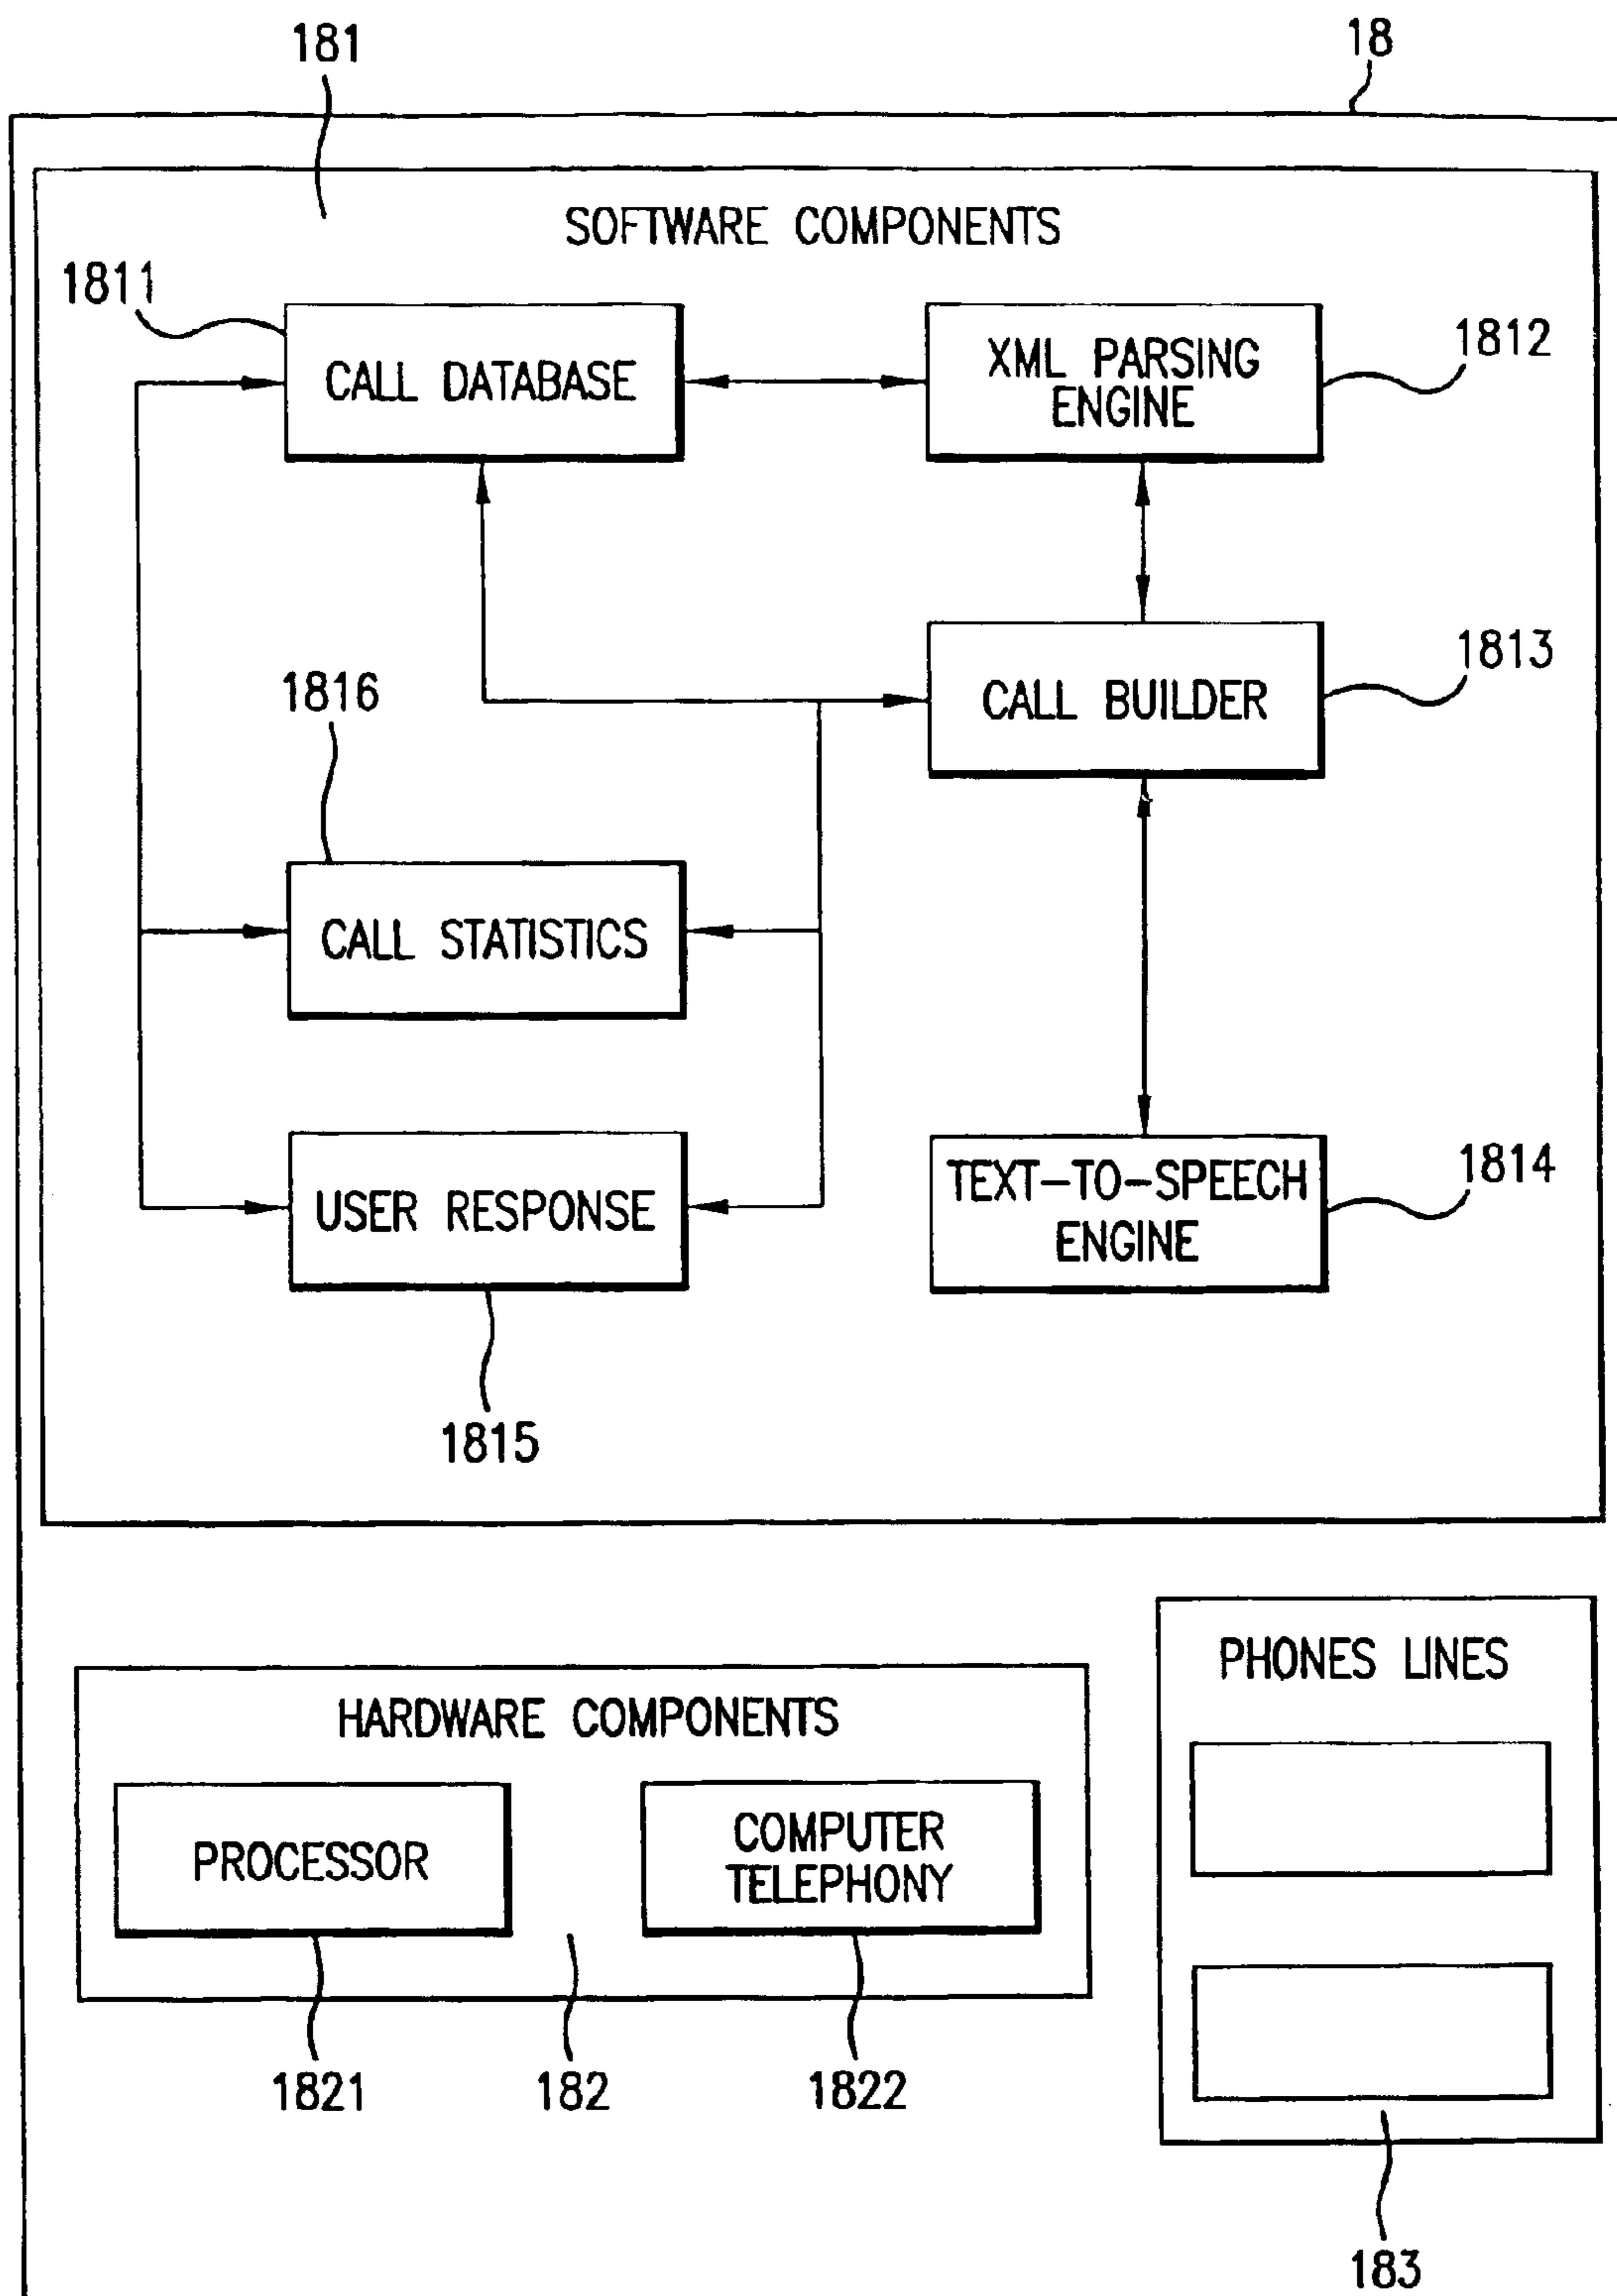 181
18
SOFTWARE COMPONENTS
1811
CALL DATABASE
XML PARSING
ENGINE
1812
1816
CALL BUILDER
1813
CALL STATISTICS
USER RESPONSE
TEXT-TO-SPEECH
ENGINE
1814
1815
HARDWARE COMPONENTS
PROCESSOR
COMPUTER
TELEPHONY
PHONES LINES
1821
182
1822
183